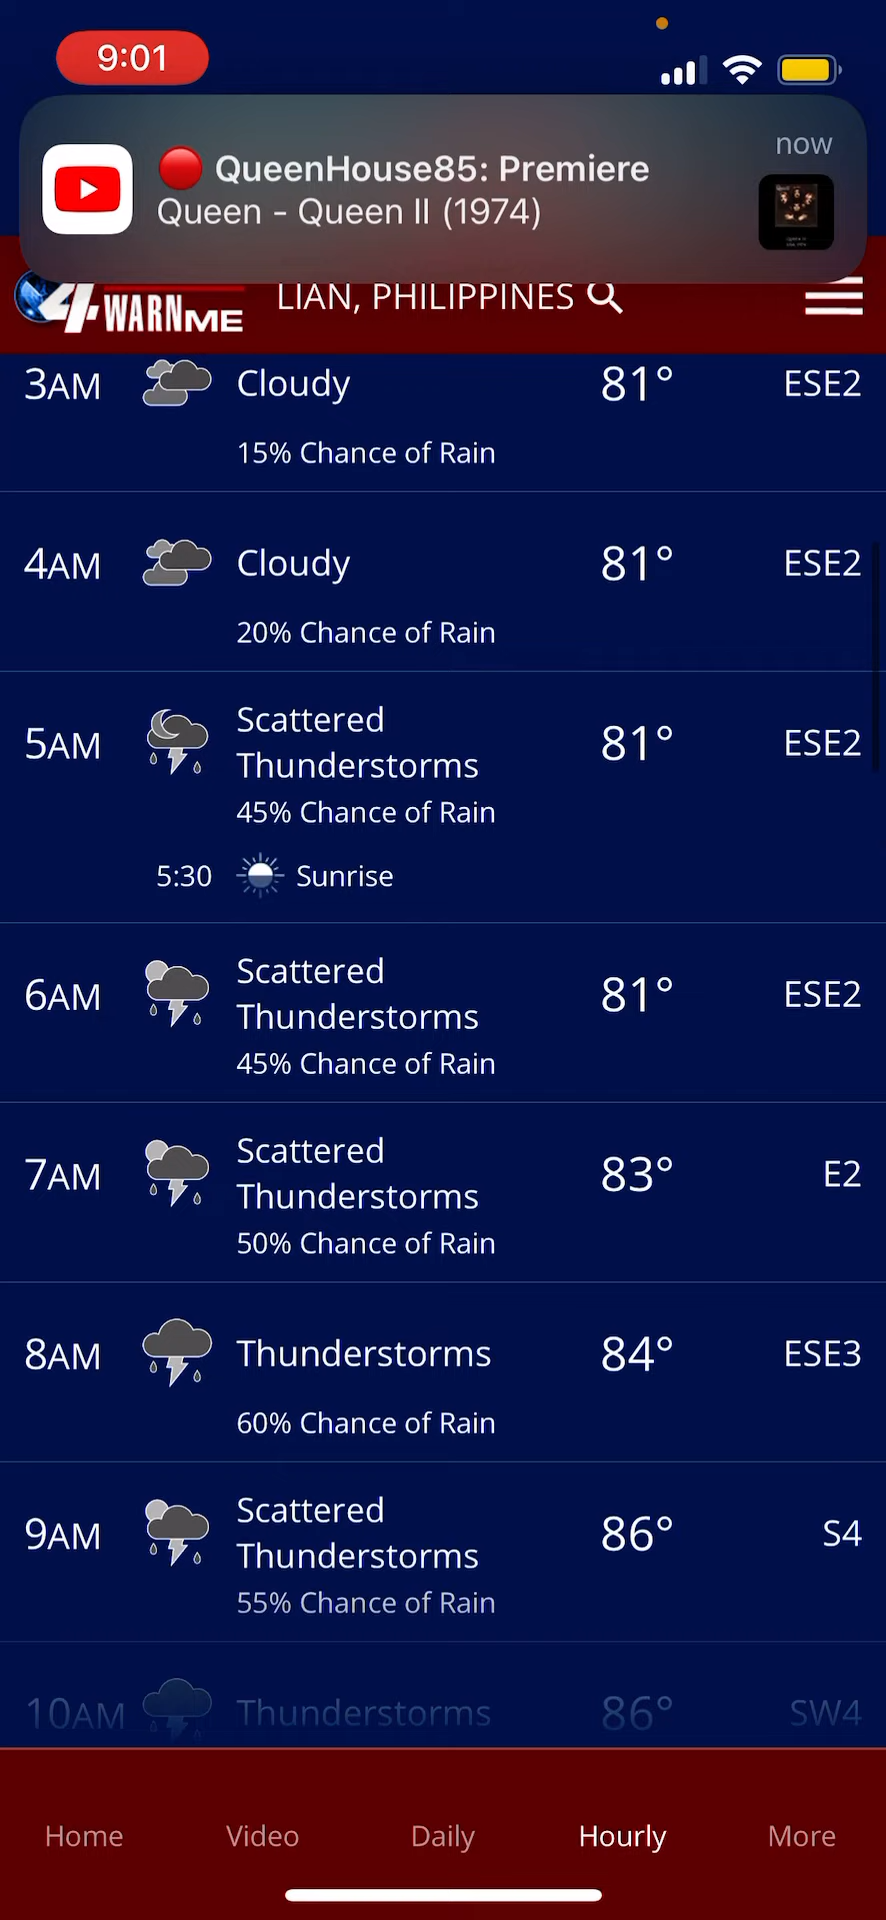 9:01
now
🔴 QueenHouse85: Premiere
Queen - Queen II (1974)
4 WARN ME
LIAN, PHILIPPINES
3AM Cloudy 81° ESE2
15% Chance of Rain
4AM Cloudy 81° ESE2
20% Chance of Rain
5AM Scattered Thunderstorms 81° ESE2
45% Chance of Rain
5:30 Sunrise
6AM Scattered Thunderstorms 81° ESE2
45% Chance of Rain
7AM Scattered Thunderstorms 83° E2
50% Chance of Rain
8AM Thunderstorms 84° ESE3
60% Chance of Rain
9AM Scattered Thunderstorms 86° S4
55% Chance of Rain
10AM Thunderstorms 86° SW4
Home Video Daily Hourly More